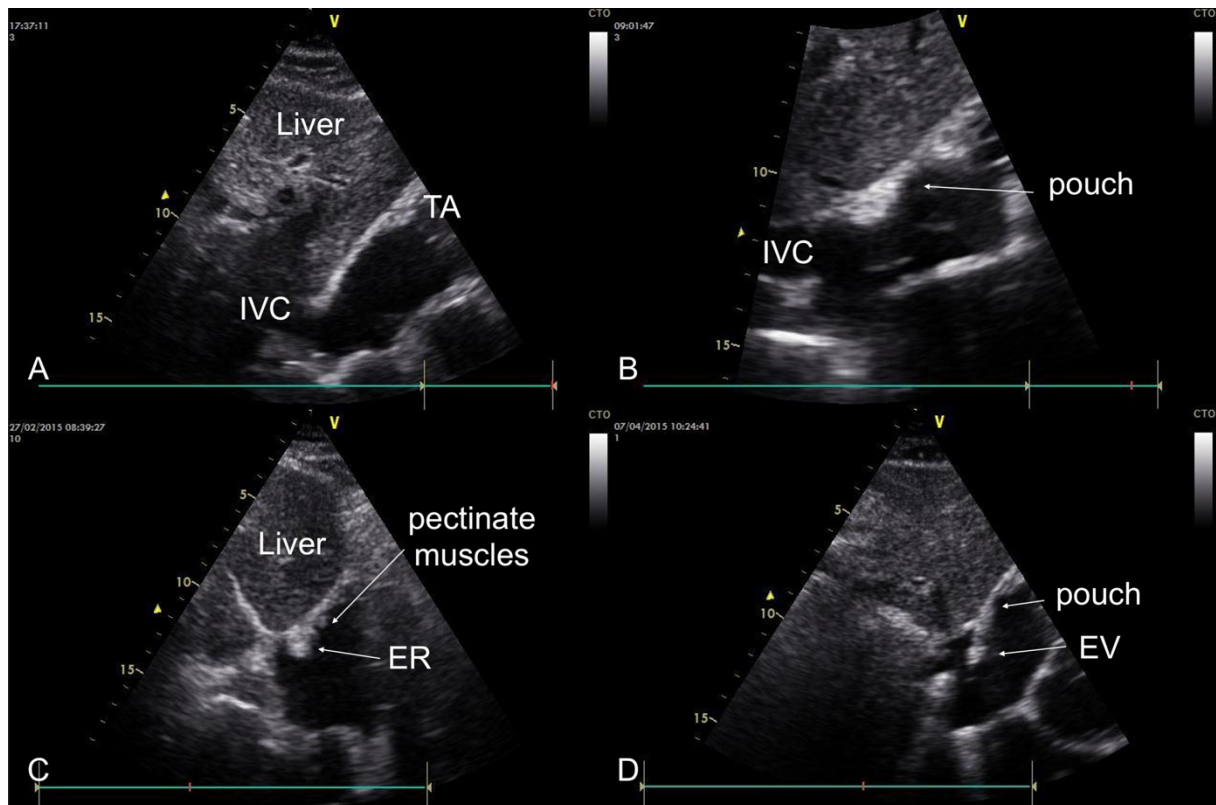 17:37:11
3
V
CTO
5
Liver
10
TA
IVC
15
A
09:01:47
3
V
CTO
10
pouch
IVC
15
B
27/02/2015 08:39:27
10
V
CTO
5
pectinate
muscles
Liver
10
ER
15
C
07/04/2015 10:24:41
1
V
CTO
5
pouch
10
EV
15
D